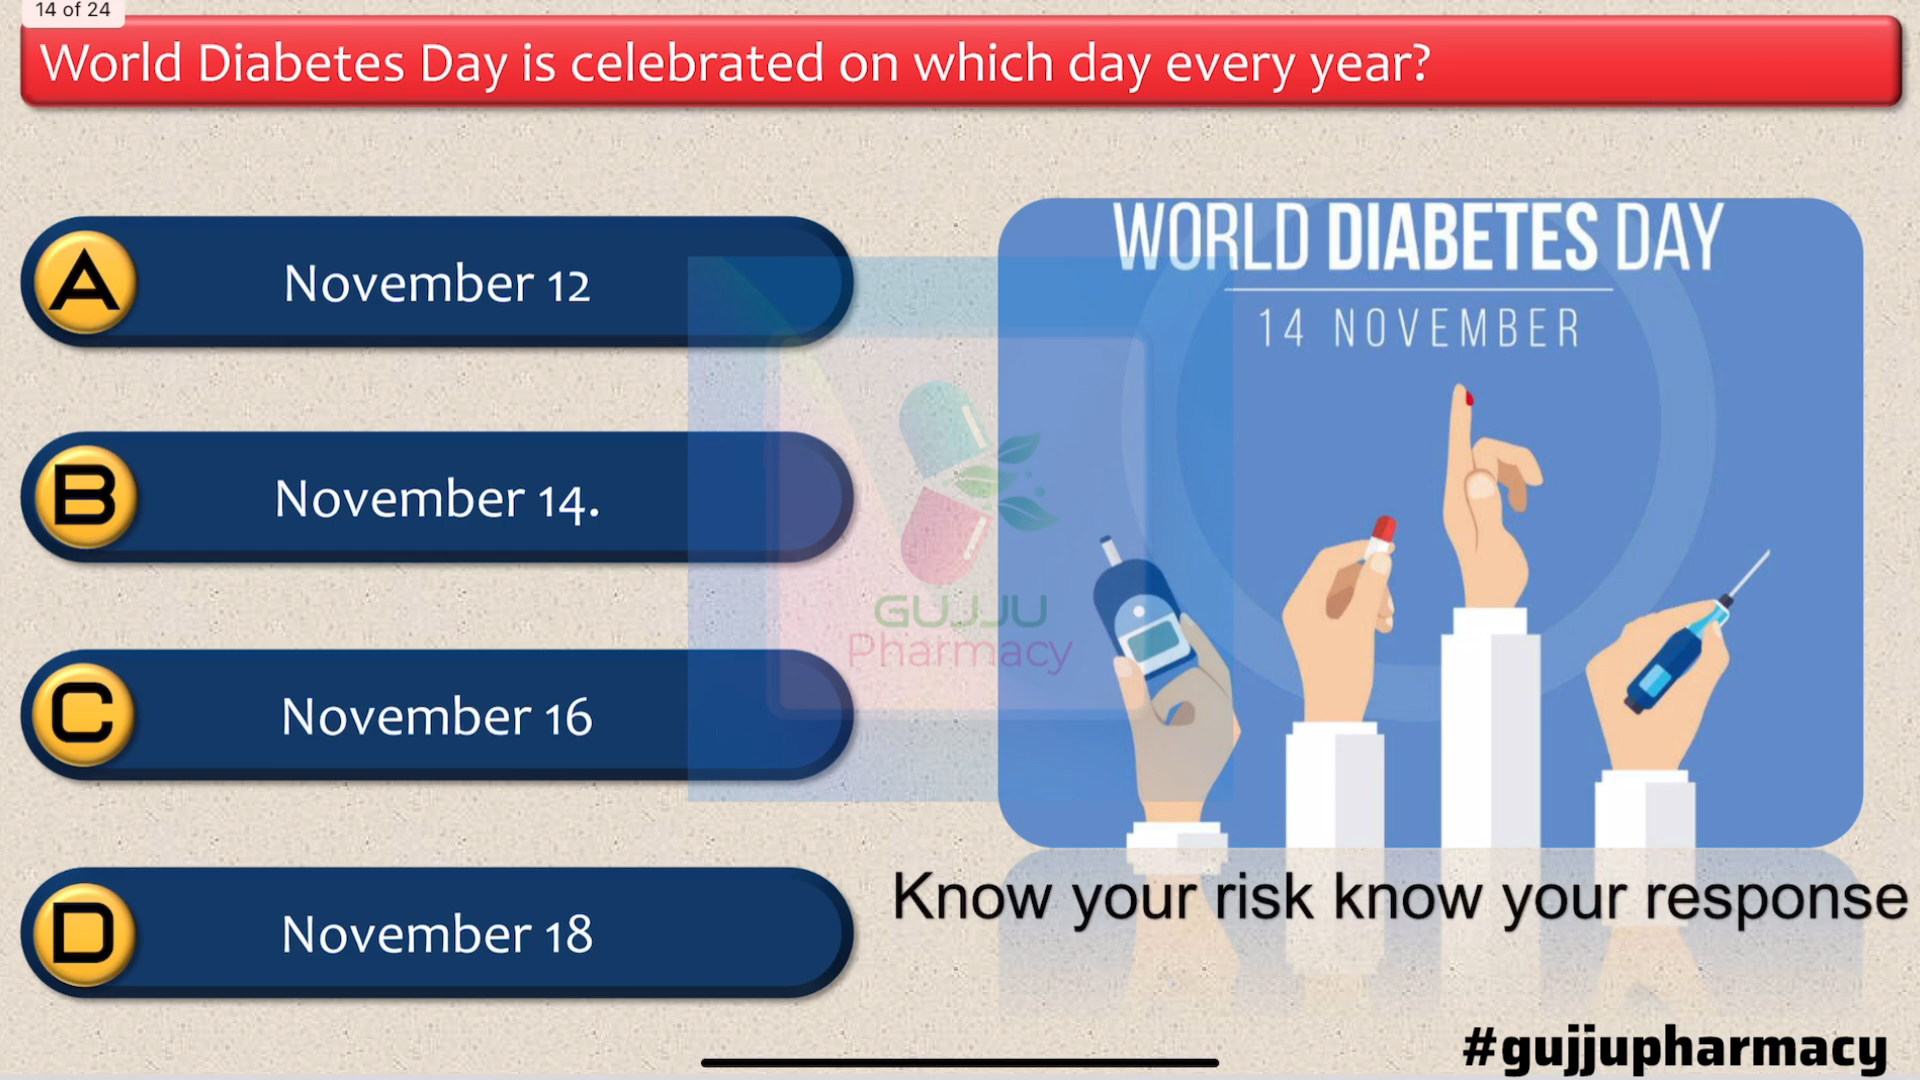 14 of 24
World Diabetes Day is celebrated on which day every year?
A
November 12
B
November 14.
C
November 16
D
November 18
WORLD DIABETES DAY
14 NOVEMBER
GUJJU
Pharmacy
Know your risk know your response
#gujjupharmacy